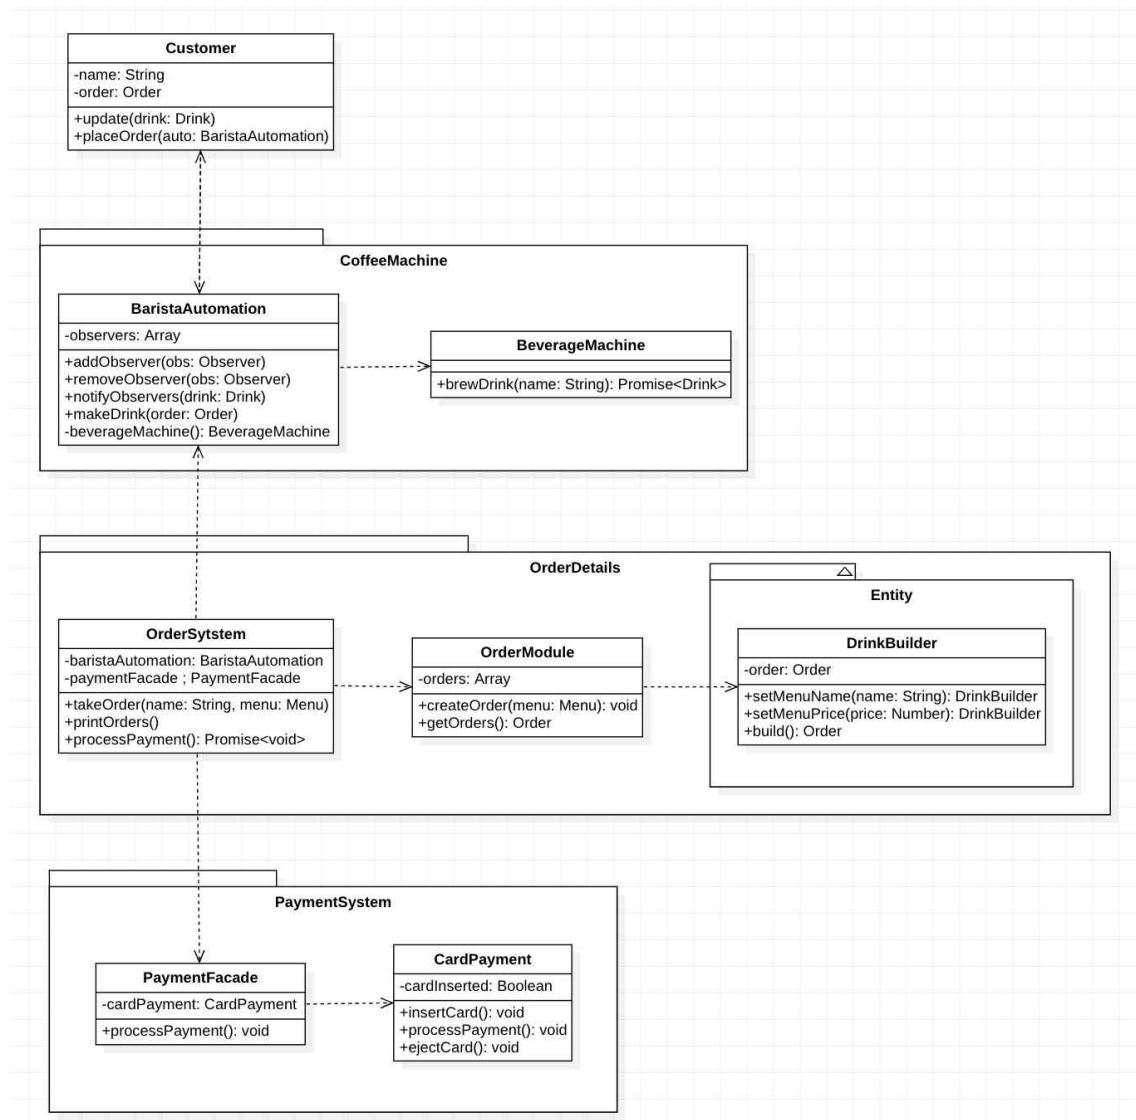 Customer
-name: String
-order: Order
+update(drink: Drink)
+placeOrder(auto: BaristaAutomation)
CoffeeMachine
BaristaAutomation
-observers: Array
+addObserver(obs: Observer)
+removeObserver(obs: Observer)
+notifyObservers(drink: Drink)
+makeDrink(order: Order)
-beverageMachine(): BeverageMachine
BeverageMachine
+brewDrink(name: String): Promise<Drink>
OrderDetails
OrderSytstem
-baristaAutomation: BaristaAutomation
-paymentFacade ; PaymentFacade
+takeOrder(name: String, menu: Menu)
+printOrders()
+processPayment(): Promise<void>
OrderModule
-orders: Array
+createOrder(menu: Menu): void
+getOrders(): Order
Entity
DrinkBuilder
-order: Order
+setMenuName(name: String): DrinkBuilder
+setMenuPrice(price: Number): DrinkBuilder
+build(): Order
PaymentSystem
PaymentFacade
-cardPayment: CardPayment
+processPayment(): void
CardPayment
-cardInserted: Boolean
+insertCard(): void
+processPayment(): void
+ejectCard(): void